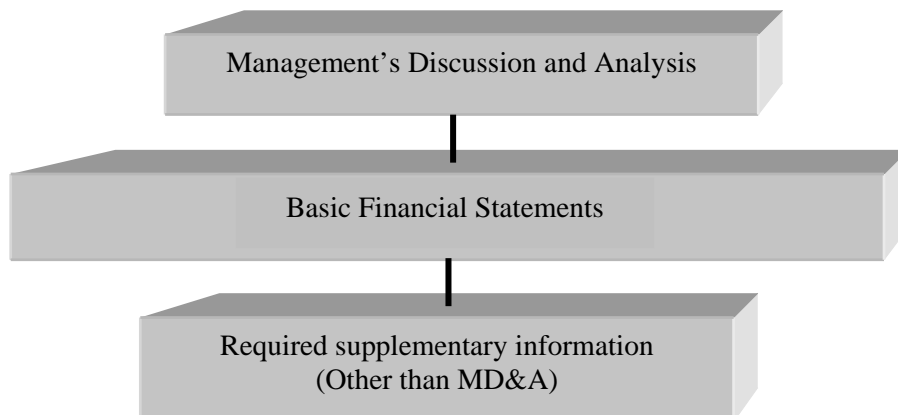 Management’s Discussion and Analysis
Basic Financial Statements
Required supplementary information
(Other than MD&A)